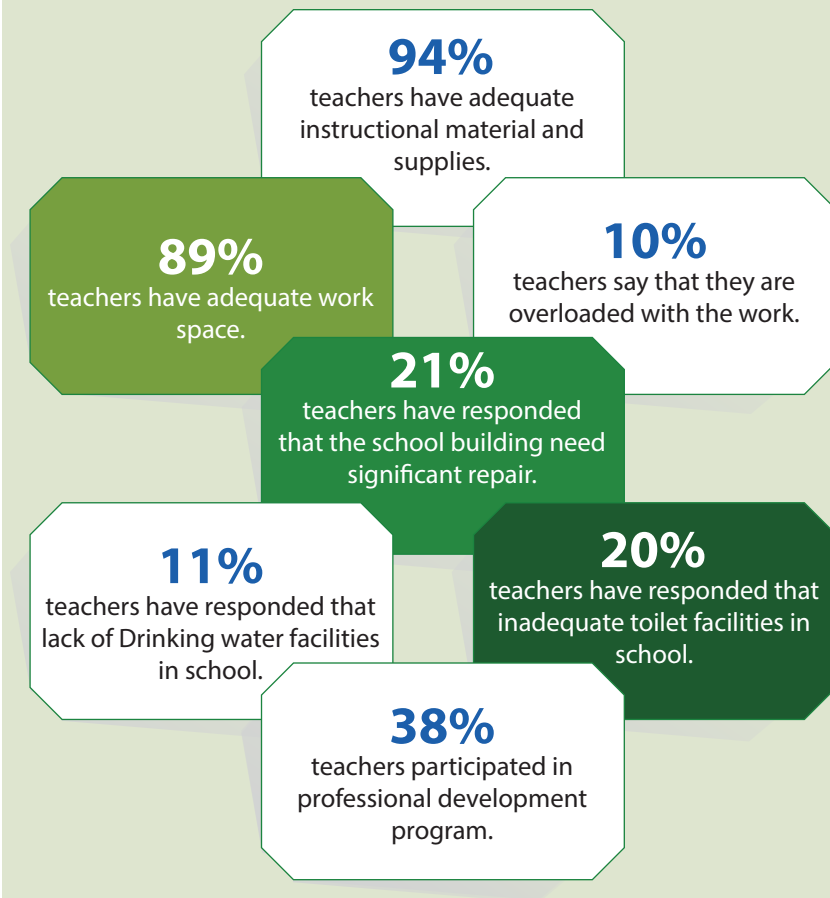 94%
teachers have adequate
instructional material and
supplies.
89%
teachers have adequate work
space.
10%
teachers say that they are
overloaded with the work.
21%
teachers have responded
that the school building need
significant repair.
11%
teachers have responded that
lack of Drinking water facilities
in school.
20%
teachers have responded that
inadequate toilet facilities in
school.
38%
teachers participated in
professional development
program.